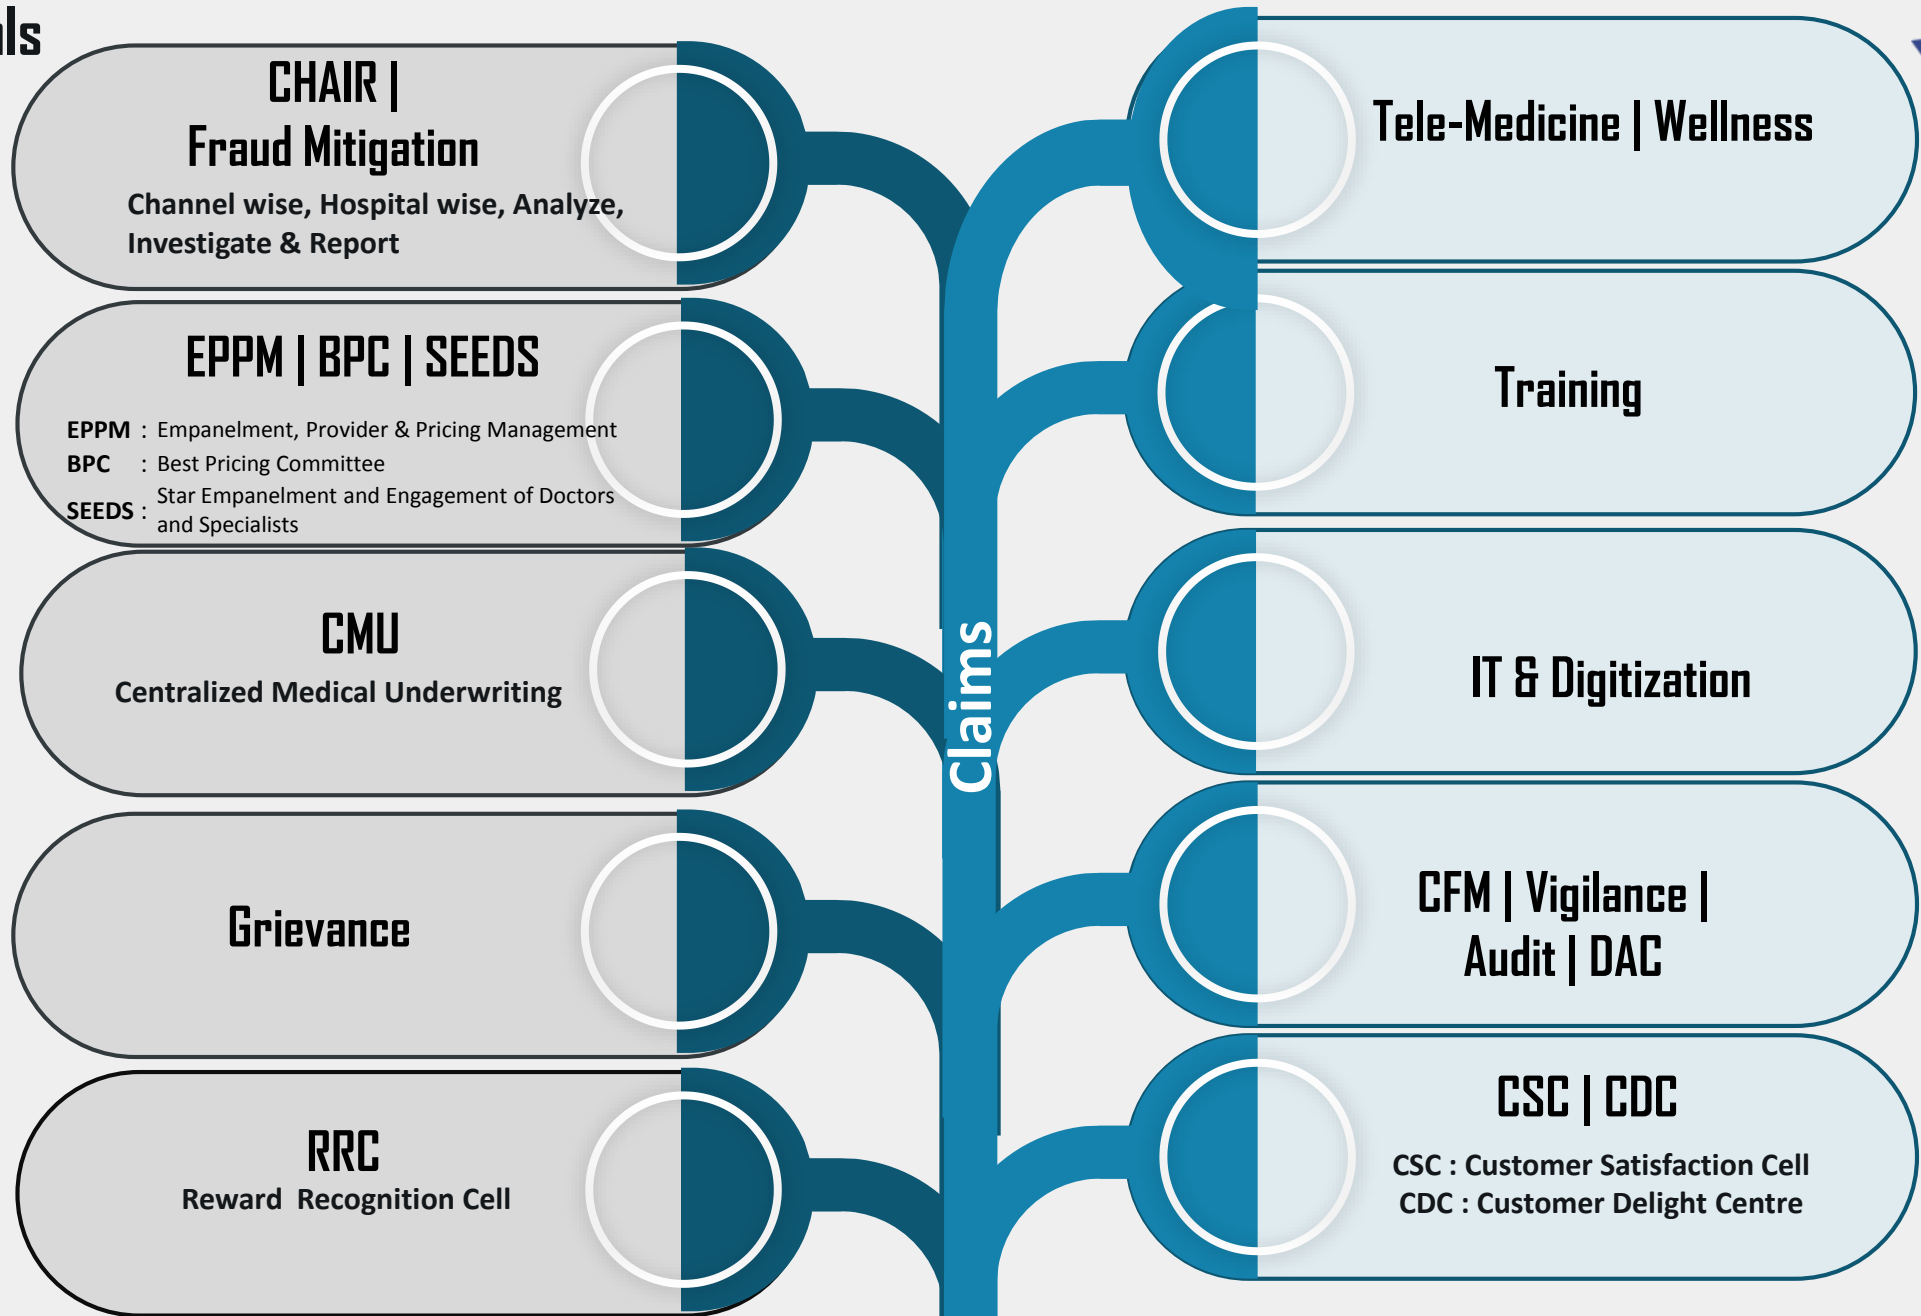 CHAIR |
Fraud Mitigation
Channel wise, Hospital wise, Analyze,
Investigate & Report
EPPM | BPC | SEEDS
EPPM : Empanelment, Provider & Pricing Management
BPC : Best Pricing Committee
SEEDS : Star Empanelment and Engagement of Doctors
and Specialists
CMU
Centralized Medical Underwriting
Grievance
RRC
Reward Recognition Cell
Claims
Tele-Medicine | Wellness
Training
IT & Digitization
CFM | Vigilance |
Audit | DAC
CSC | CDC
CSC : Customer Satisfaction Cell
CDC : Customer Delight Centre